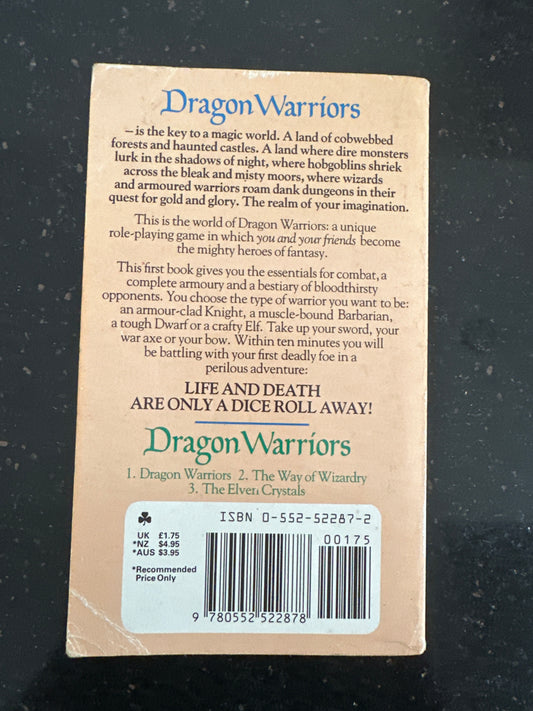 Dragon Warriors
– is the key to a magic world. A land of cobwebbed
forests and haunted castles. A land where dire monsters
lurk in the shadows of night, where hobgoblins shriek
across the bleak and misty moors, where wizards
and armoured warriors roam dank dungeons in their
quest for gold and glory. The realm of your imagination.
This is the world of Dragon Warriors: a unique
role-playing game in which you and your friends become
the mighty heroes of fantasy.
This first book gives you the essentials for combat, a
complete armoury and a bestiary of bloodthirsty
opponents. You choose the type of warrior you want to be:
an armour-clad Knight, a muscle-bound Barbarian,
a tough Dwarf or a crafty Elf. Take up your sword, your
war axe or your bow. Within ten minutes you will
be battling with your first deadly foe in a
perilous adventure:
LIFE AND DEATH
ARE ONLY A DICE ROLL AWAY!
Dragon Warriors
1. Dragon Warriors 2. The Way of Wizardry
3. The Elven Crystals
ISBN 0-552-52287-2
UK £1.75
*NZ $4.95
*AUS $3.95
*Recommended
Price Only
00175
9 780552 522878